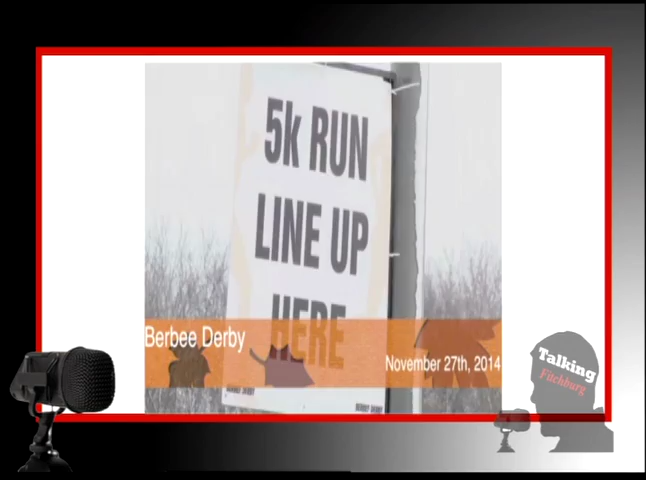 5k RUN
LINE UP
HERE
Berbee Derby
November 27th, 2014
Talking
Fitchburg